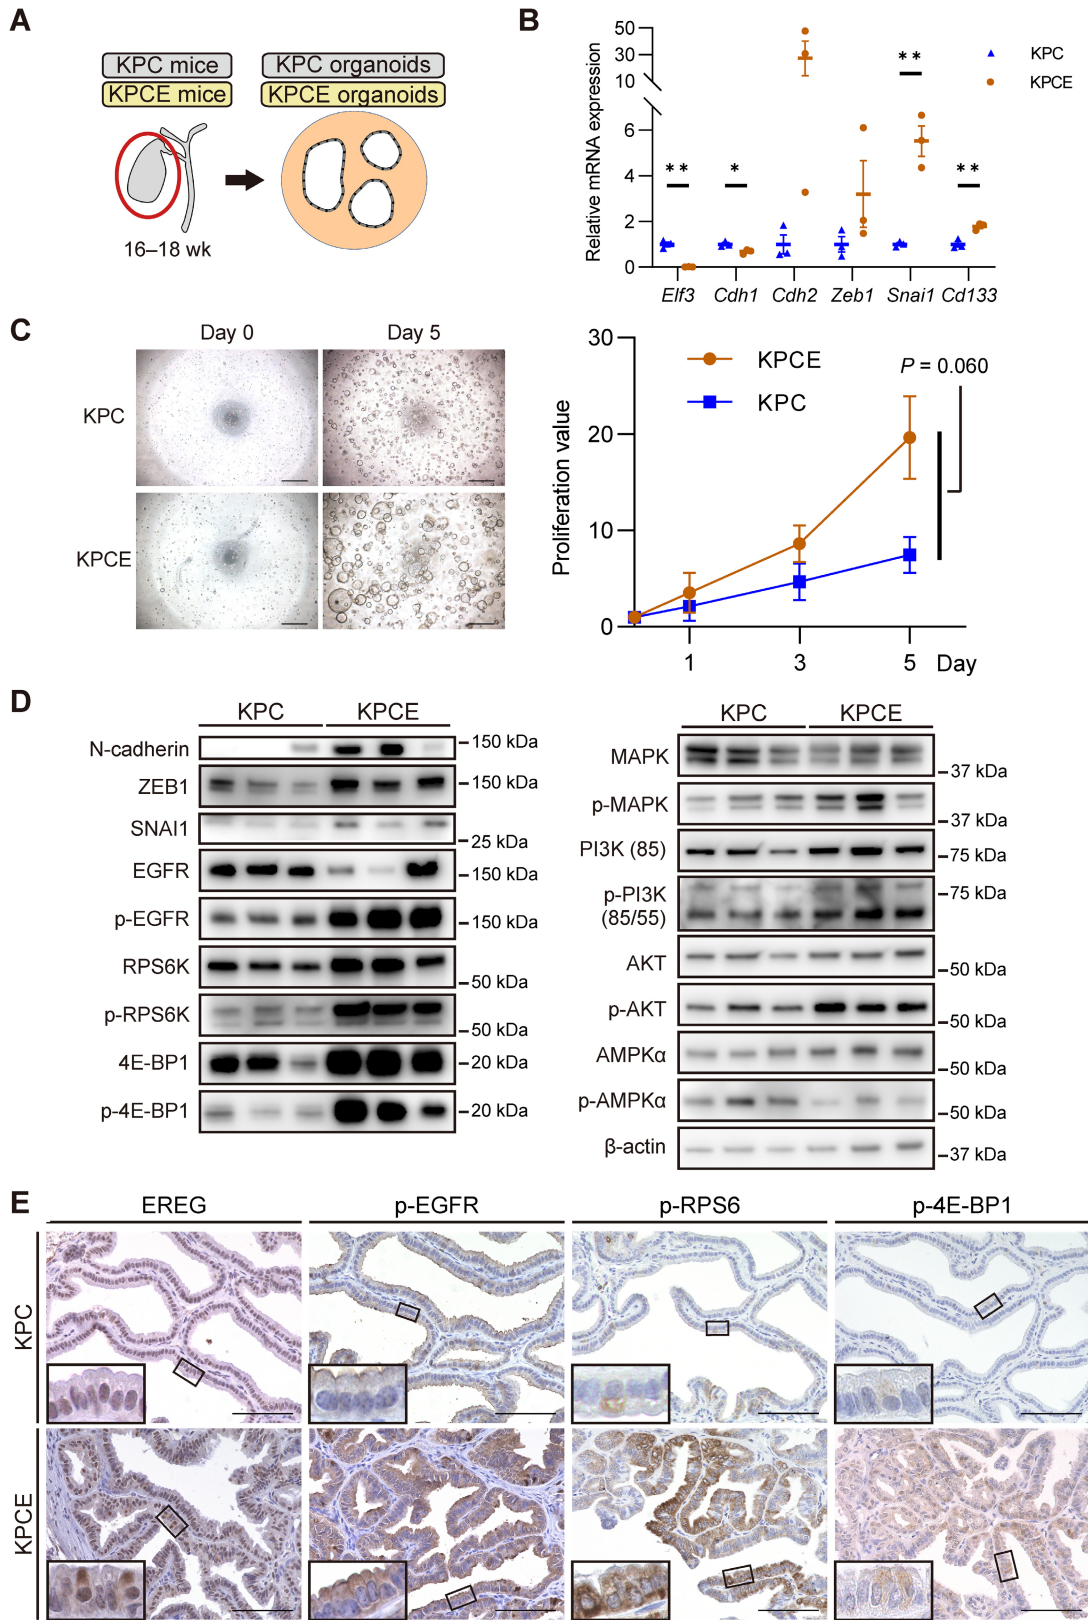 A
KPC mice
KPCE mice
KPC organoids
KPCE organoids
16–18 wk
B
Relative mRNA expression
50
30
10
6
4
2
0
**
*
**
**
Elf3
Cdh1
Cdh2
Zeb1
Snai1
Cd133
KPC
KPCE
C
Day 0
Day 5
KPC
KPCE
Proliferation value
30
20
10
0
KPCE
KPC
P = 0.060
1
3
5
Day
D
KPC
KPCE
N-cadherin
150 kDa
ZEB1
150 kDa
SNAI1
25 kDa
EGFR
150 kDa
p-EGFR
150 kDa
RPS6K
50 kDa
p-RPS6K
50 kDa
4E-BP1
20 kDa
p-4E-BP1
20 kDa
KPC
KPCE
MAPK
37 kDa
p-MAPK
37 kDa
PI3K (85)
75 kDa
p-PI3K
(85/55)
75 kDa
AKT
50 kDa
p-AKT
50 kDa
AMPKα
50 kDa
p-AMPKα
50 kDa
β-actin
37 kDa
E
EREG
p-EGFR
p-RPS6
p-4E-BP1
KPC
KPCE